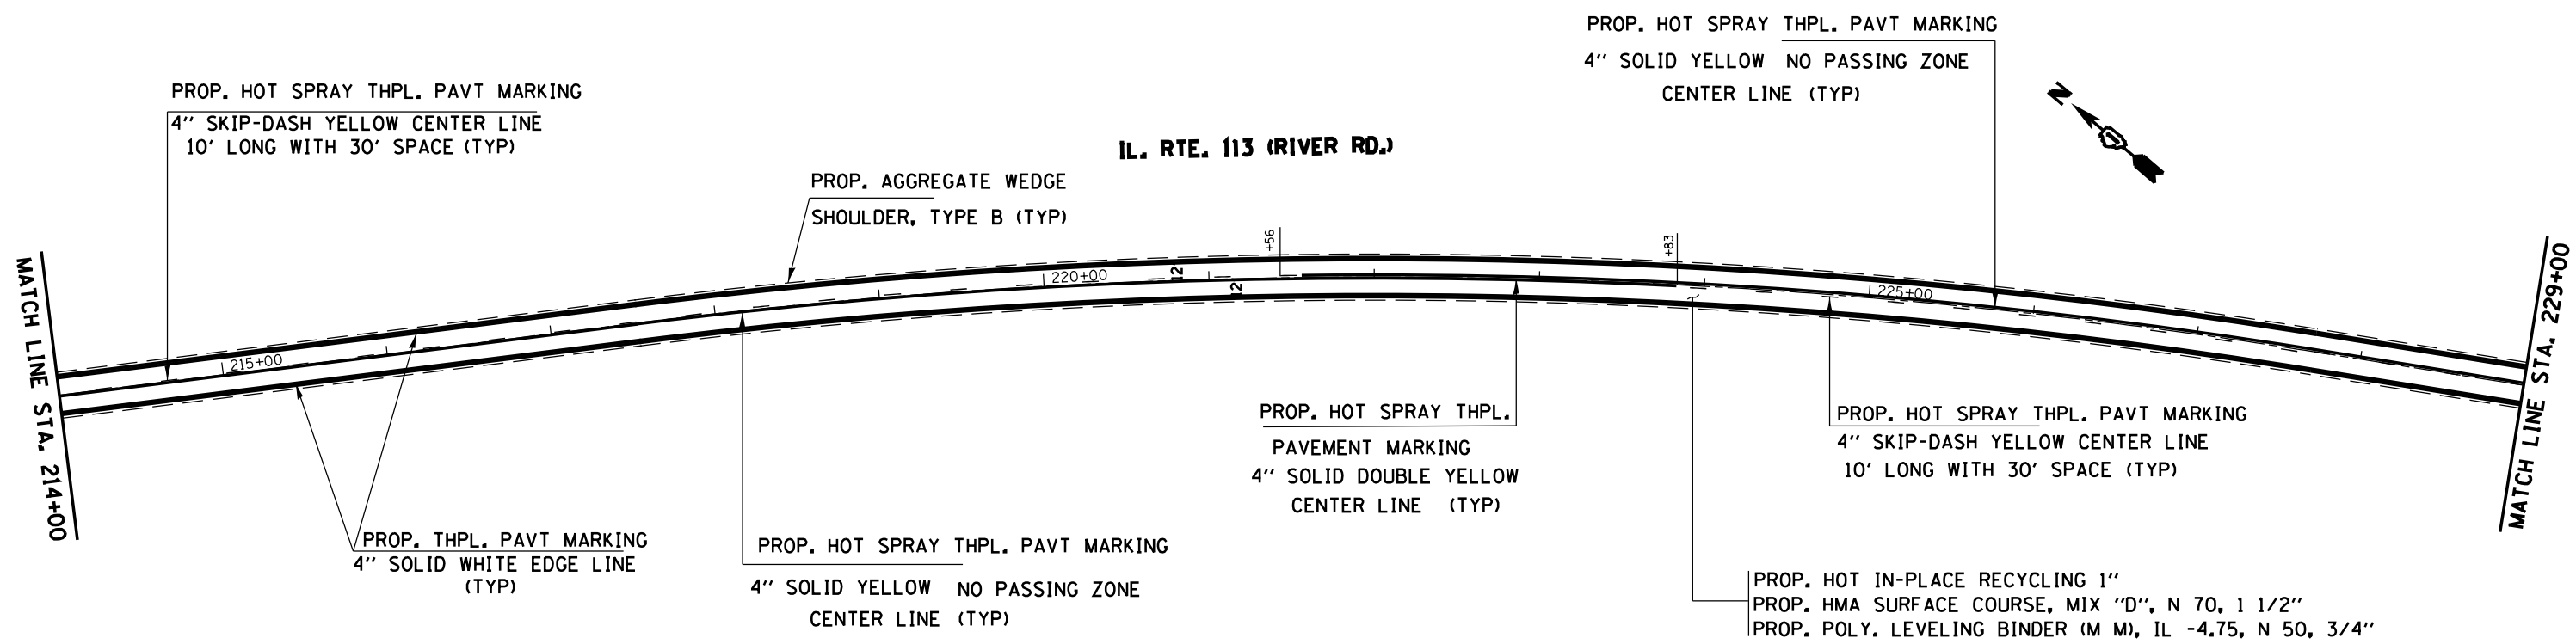 PROP. HOT SPRAY THPL. PAVT MARKING
4'' SOLID YELLOW NO PASSING ZONE
CENTER LINE (TYP)
PROP. HOT SPRAY THPL. PAVT MARKING
4'' SKIP-DASH YELLOW CENTER LINE
10' LONG WITH 30' SPACE (TYP)
N
IL. RTE. 113 (RIVER RD.)
PROP. AGGREGATE WEDGE
SHOULDER, TYPE B (TYP)
MATCH LINE STA. 214+00
215+00
220+00
12'
12'
+56
+83
225+00
MATCH LINE STA. 229+00
PROP. HOT SPRAY THPL.
PAVEMENT MARKING
4'' SOLID DOUBLE YELLOW
CENTER LINE (TYP)
PROP. HOT SPRAY THPL. PAVT MARKING
4'' SKIP-DASH YELLOW CENTER LINE
10' LONG WITH 30' SPACE (TYP)
PROP. THPL. PAVT MARKING
4'' SOLID WHITE EDGE LINE
(TYP)
PROP. HOT SPRAY THPL. PAVT MARKING
4'' SOLID YELLOW NO PASSING ZONE
CENTER LINE (TYP)
PROP. HOT IN-PLACE RECYCLING 1''
PROP. HMA SURFACE COURSE, MIX ''D'', N 70, 1 1/2''
PROP. POLY. LEVELING BINDER (M M), IL -4.75, N 50, 3/4''